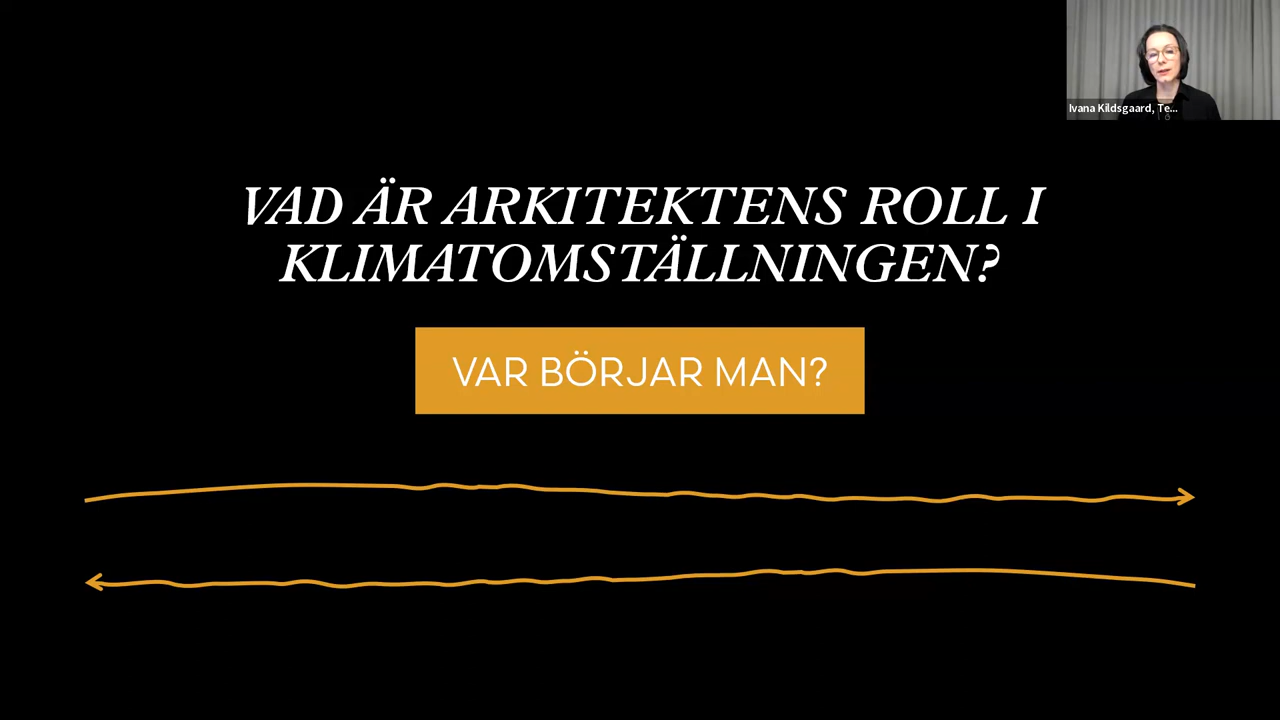 Ivana Kildsgaard, Te...
VAD ÄR ARKITEKTENS ROLL I
KLIMATOMSTÄLLNINGEN?
VAR BÖRJAR MAN?